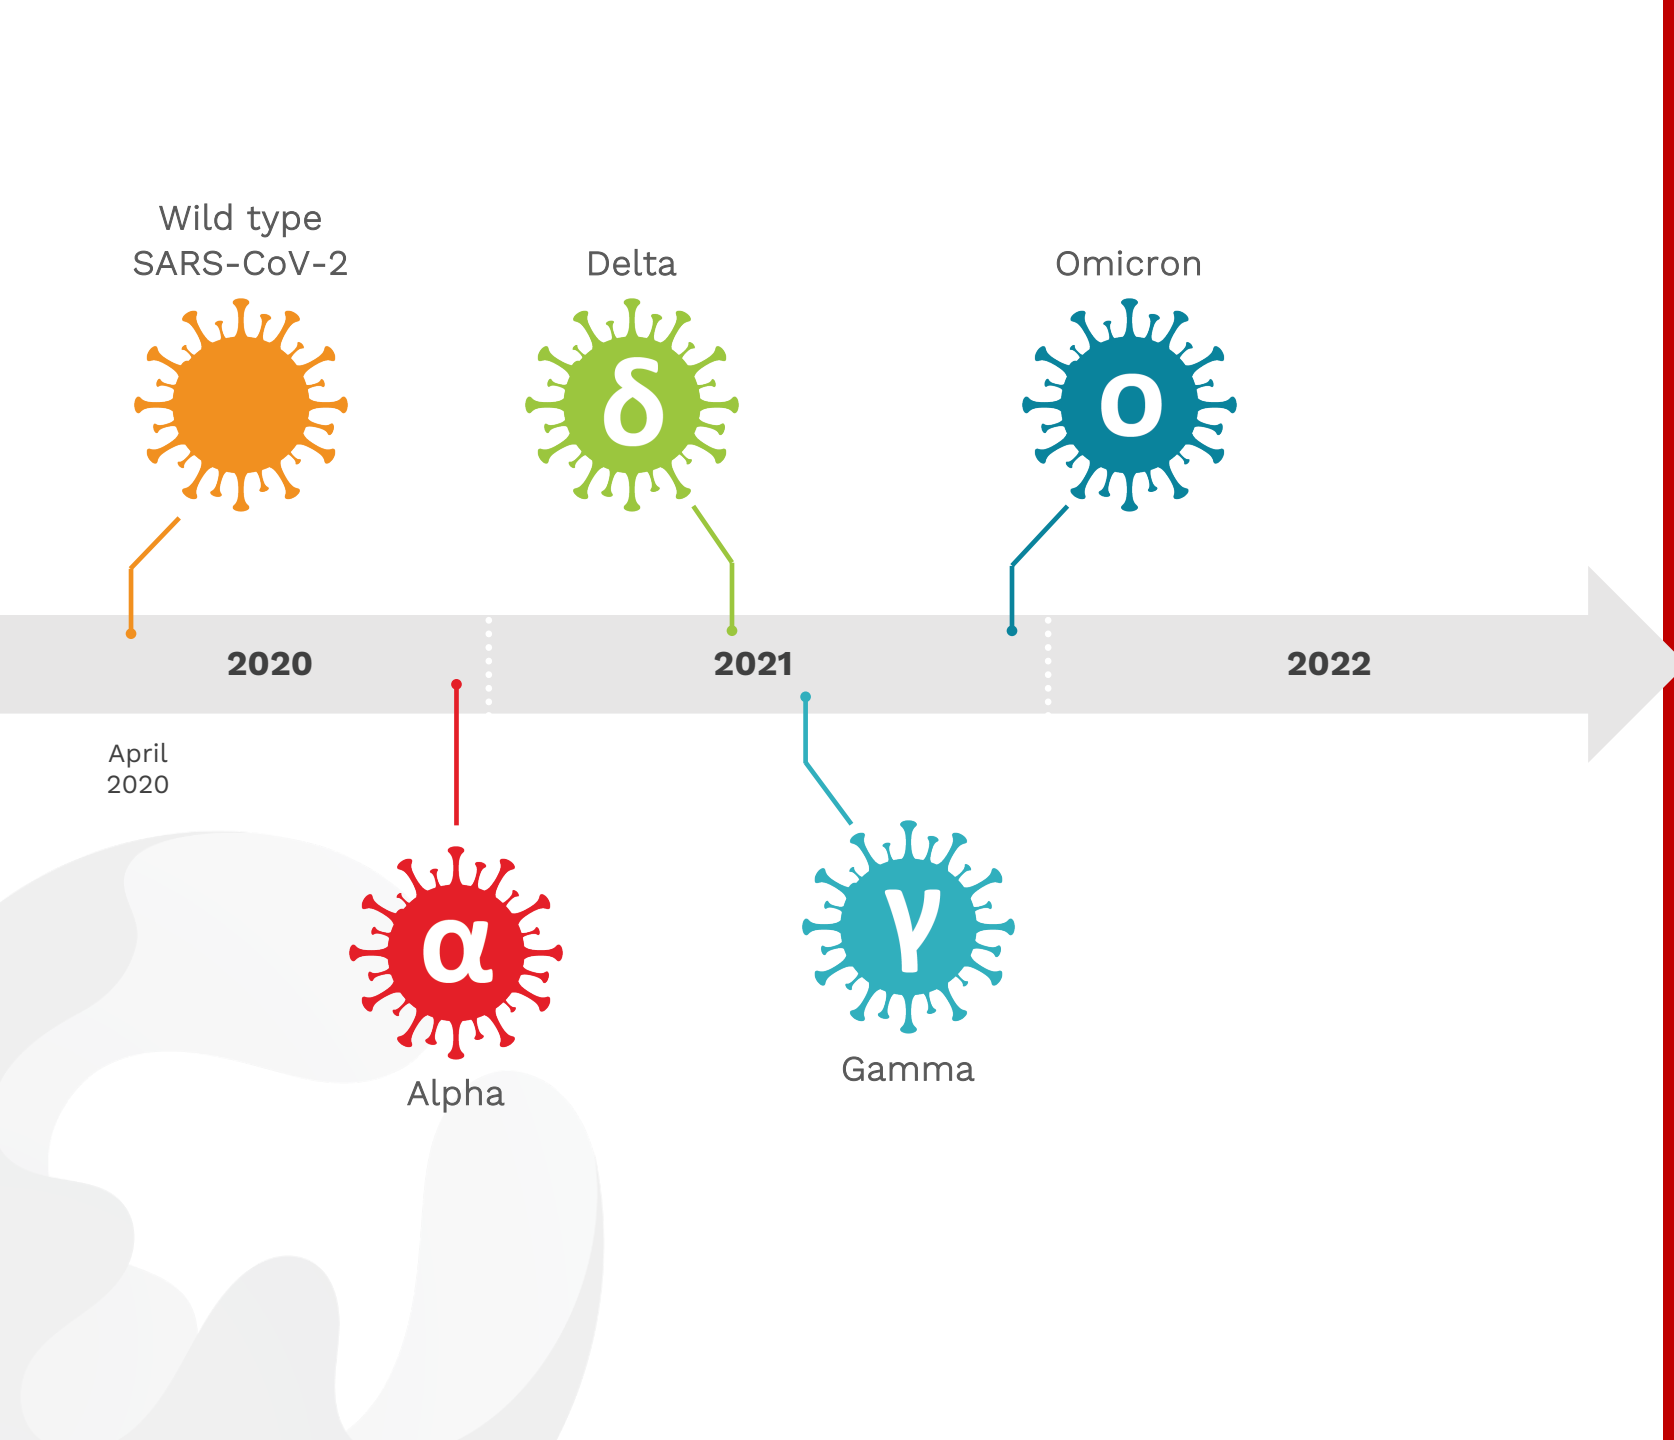 Wild type
SARS-CoV-2
Delta
Omicron
δ
ο
2020
2021
2022
April
2020
α
γ
Alpha
Gamma